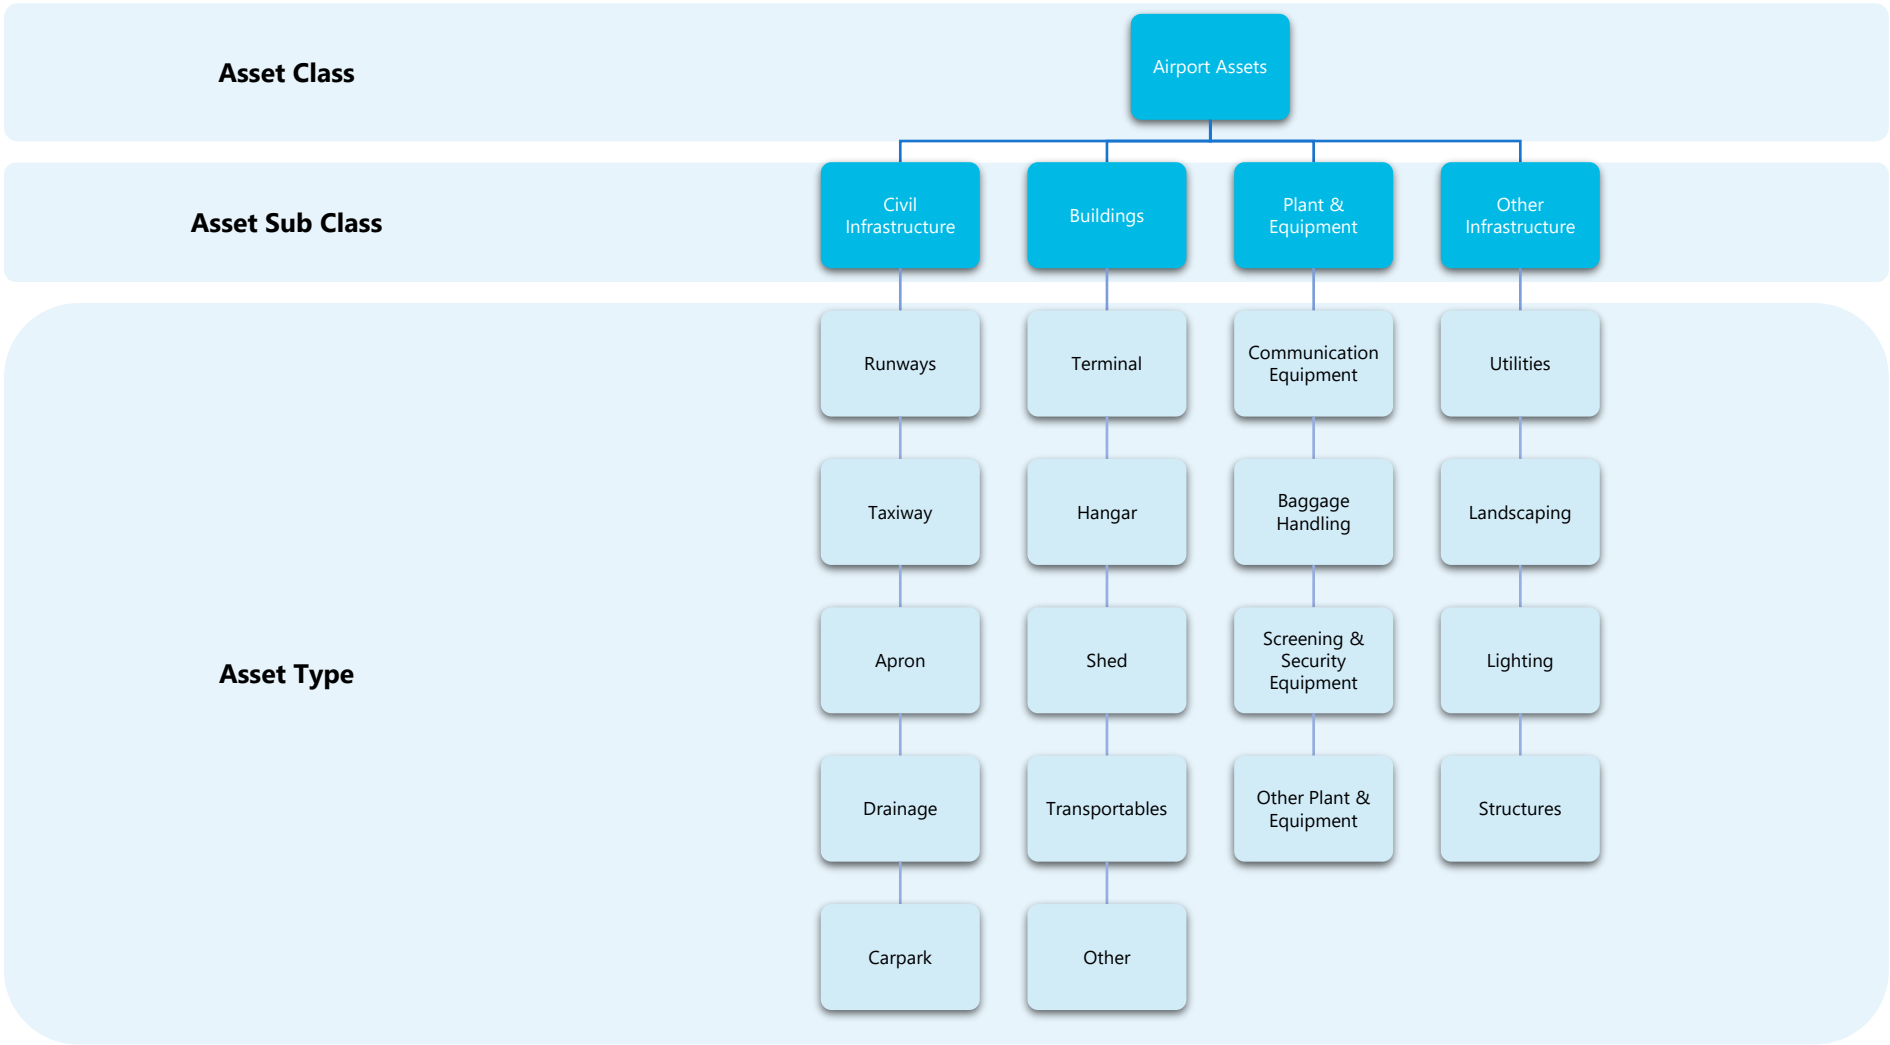 Asset Class
Airport Assets
Asset Sub Class
Civil
Infrastructure
Buildings
Plant &
Equipment
Other
Infrastructure
Asset Type
Runways
Terminal
Communication
Equipment
Utilities
Taxiway
Hangar
Baggage
Handling
Landscaping
Apron
Shed
Screening &
Security
Equipment
Lighting
Drainage
Transportables
Other Plant &
Equipment
Structures
Carpark
Other